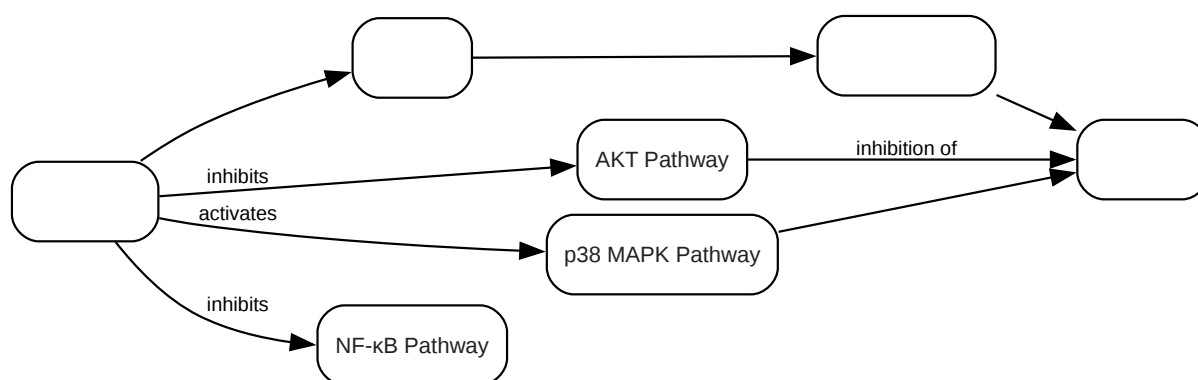 inhibits
AKT Pathway
inhibition of
activates
p38 MAPK Pathway
inhibits
NF-κB Pathway